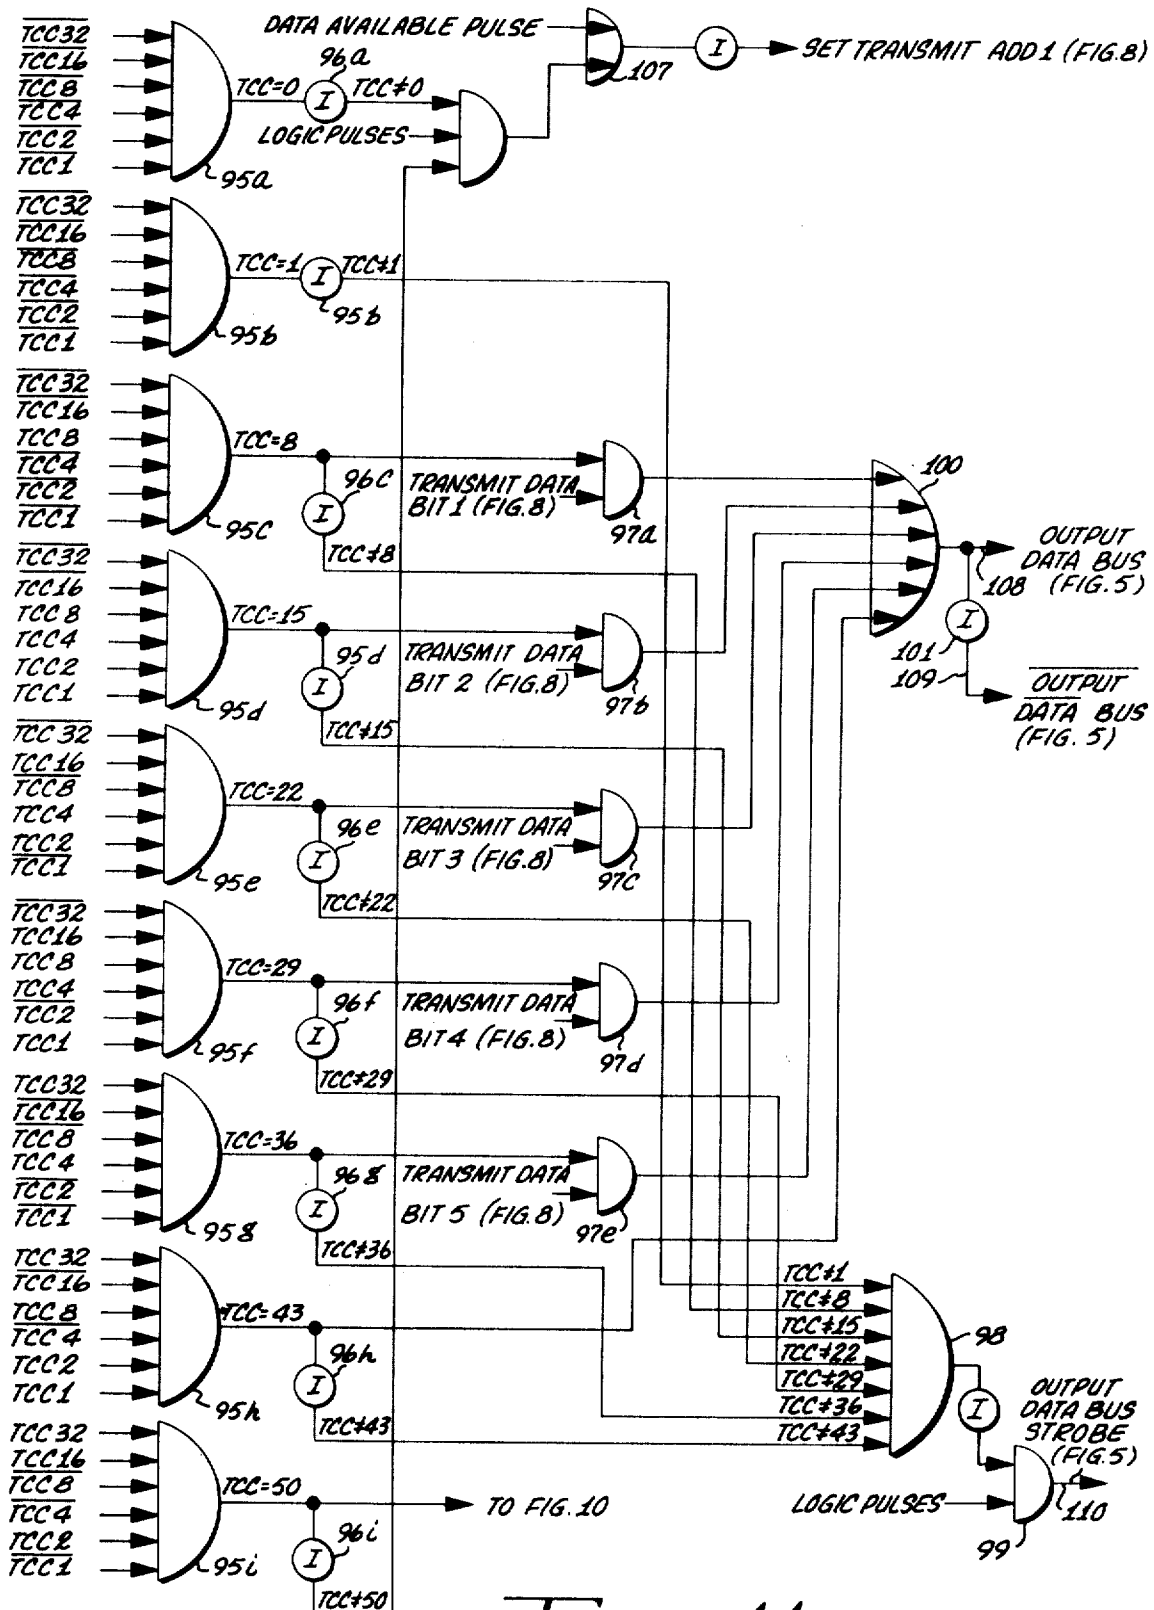 DATA AVAILABLE PULSE
107
I
SET TRANSMIT ADD 1 (FIG.8)
TCC32
TCC16
TCC8
TCC4
TCC2
TCC1
95a
TCC=0
96a
I
TCC≠0
LOGIC PULSES
TCC32
TCC16
TCC8
TCC4
TCC2
TCC1
95b
TCC=1
I
TCC≠1
95b
TCC32
TCC16
TCC8
TCC4
TCC2
TCC1
95c
TCC=8
96c
I
TCC≠8
TRANSMIT DATA
BIT 1 (FIG.8)
97a
100
OUTPUT
DATA BUS
(FIG.5)
108
I
101
109
OUTPUT
DATA BUS
(FIG. 5)
TCC32
TCC16
TCC8
TCC4
TCC2
TCC1
95d
TCC=15
95d
I
TCC≠15
TRANSMIT DATA
BIT 2 (FIG.8)
97b
TCC32
TCC16
TCC8
TCC4
TCC2
TCC1
95e
TCC=22
96e
I
TCC≠22
TRANSMIT DATA
BIT 3 (FIG.8)
97c
TCC32
TCC16
TCC8
TCC4
TCC2
TCC1
95f
TCC=29
96f
I
TCC≠29
TRANSMIT DATA
BIT 4 (FIG.8)
97d
TCC32
TCC16
TCC8
TCC4
TCC2
TCC1
95g
TCC=36
96g
I
TCC≠36
TRANSMIT DATA
BIT 5 (FIG.8)
97e
TCC32
TCC16
TCC8
TCC4
TCC2
TCC1
95h
TCC=43
96h
I
TCC≠43
TCC≠1
TCC≠8
TCC≠15
TCC≠22
TCC≠29
TCC≠36
TCC≠43
98
I
OUTPUT
DATA BUS
STROBE
(FIG.5)
110
LOGIC PULSES
99
TCC32
TCC16
TCC8
TCC4
TCC2
TCC1
95i
TCC=50
TO FIG.10
96i
I
TCC≠50